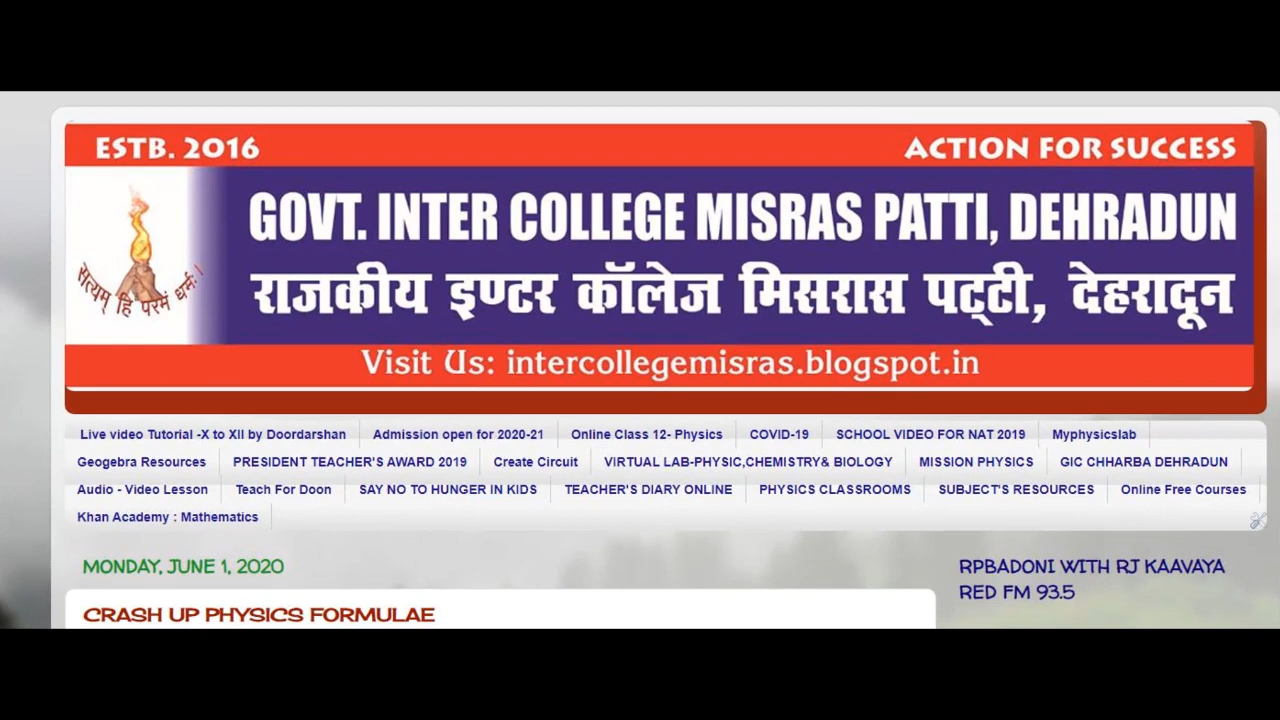 ESTB. 2016 ACTION FOR SUCCESS
GOVT. INTER COLLEGE MISRAS PATTI, DEHRADUN
सत्यम् हि परमं धर्मः।
राजकीय इण्टर कॉलेज मिसरास पट्टी, देहरादून
Visit Us: intercollegemisras.blogspot.in
Live video Tutorial -X to XII by Doordarshan Admission open for 2020-21 Online Class 12- Physics COVID-19 SCHOOL VIDEO FOR NAT 2019 Myphysicslab
Geogebra Resources PRESIDENT TEACHER'S AWARD 2019 Create Circuit VIRTUAL LAB-PHYSIC,CHEMISTRY& BIOLOGY MISSION PHYSICS GIC CHHARBA DEHRADUN
Audio - Video Lesson Teach For Doon SAY NO TO HUNGER IN KIDS TEACHER'S DIARY ONLINE PHYSICS CLASSROOMS SUBJECT'S RESOURCES Online Free Courses
Khan Academy : Mathematics
MONDAY, JUNE 1, 2020
CRASH UP PHYSICS FORMULAE
RPBADONI WITH RJ KAAVAYA
RED FM 93.5